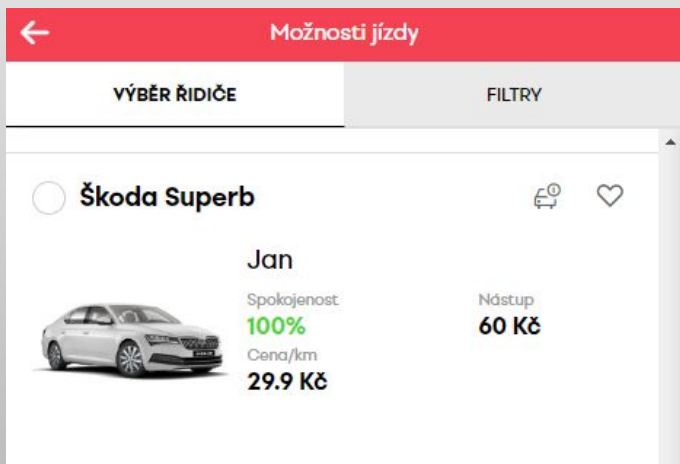 Možnosti jízdy
VÝBĚR ŘIDIČE
FILTRY
Škoda Superb
Jan
Spokojenost
100%
Nástup
60 Kč
Cena/km
29.9 Kč